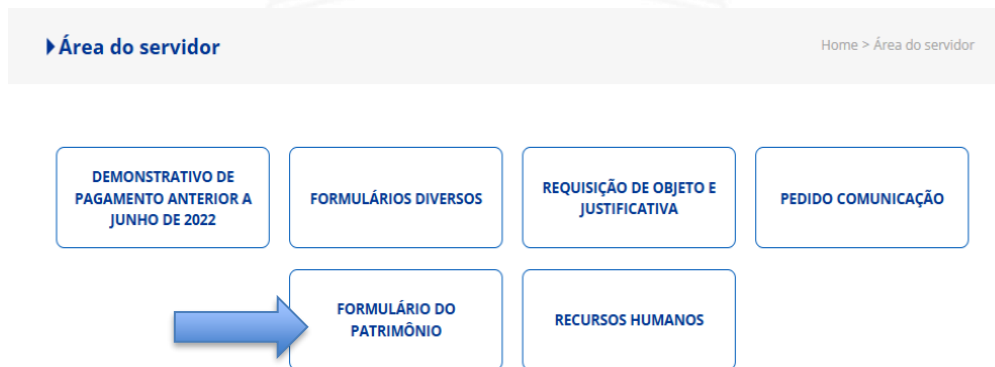 Área do servidor
Home > Área do servidor
DEMONSTRATIVO DE
PAGAMENTO ANTERIOR A
JUNHO DE 2022
FORMULÁRIOS DIVERSOS
REQUISIÇÃO DE OBJETO E
JUSTIFICATIVA
PEDIDO COMUNICAÇÃO
FORMULÁRIO DO
PATRIMÔNIO
RECURSOS HUMANOS